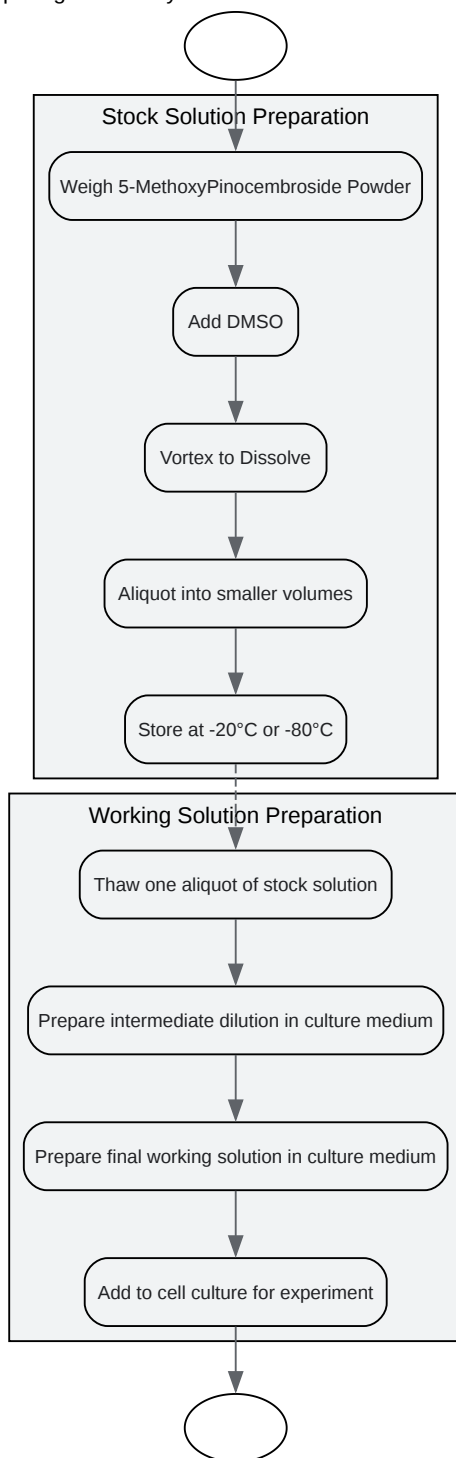 Stock Solution Preparation
Weigh 5-MethoxyPinocembroside Powder
Add DMSO
Vortex to Dissolve
Aliquot into smaller volumes
Store at -20°C or -80°C
Working Solution Preparation
Thaw one aliquot of stock solution
Prepare intermediate dilution in culture medium
Prepare final working solution in culture medium
Add to cell culture for experiment